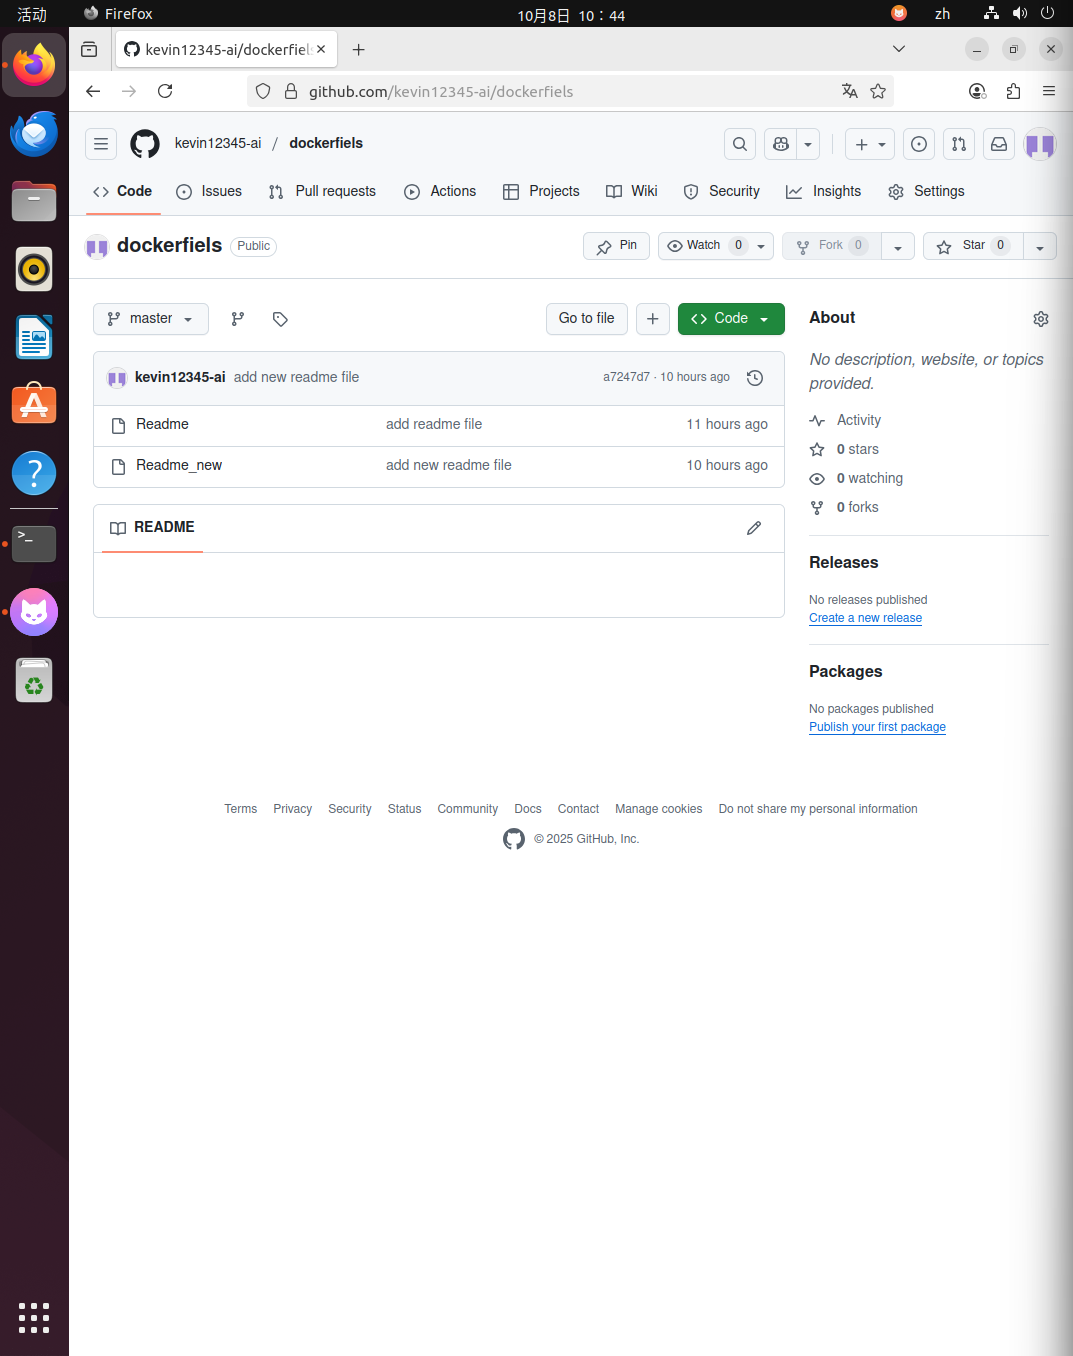 活动 Firefox 10月8日 10：44 zh
kevin12345-ai/dockerfiels
github.com/kevin12345-ai/dockerfiels
kevin12345-ai / dockerfiels
Code Issues Pull requests Actions Projects Wiki Security Insights Settings
dockerfiels Public Pin Watch 0 Fork 0 Star 0
master Go to file Code
kevin12345-ai add new readme file a7247d7 · 10 hours ago
Readme add readme file 11 hours ago
Readme_new add new readme file 10 hours ago
README
About
No description, website, or topics
provided.
Activity
0 stars
0 watching
0 forks
Releases
No releases published
Create a new release
Packages
No packages published
Publish your first package
Terms Privacy Security Status Community Docs Contact Manage cookies Do not share my personal information
© 2025 GitHub, Inc.